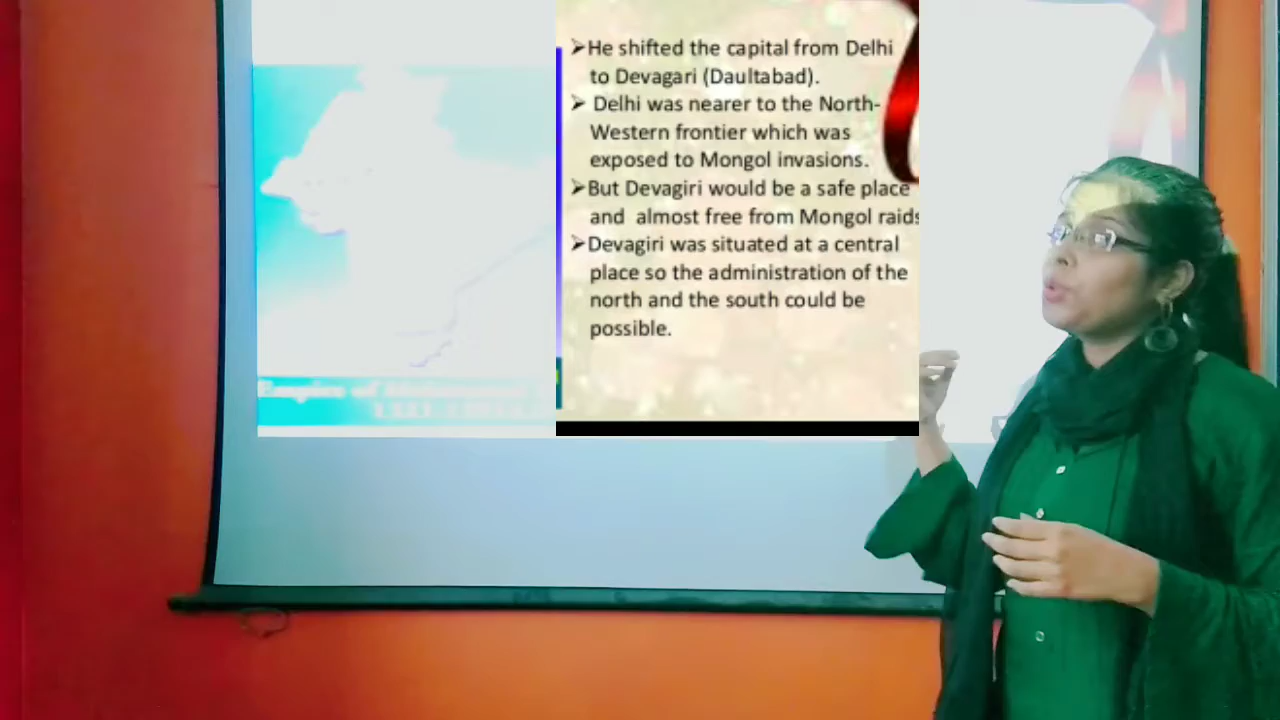 ➢He shifted the capital from Delhi
to Devagari (Daultabad).
➢ Delhi was nearer to the North-
Western frontier which was
exposed to Mongol invasions.
➢But Devagiri would be a safe place
and almost free from Mongol raids
➢Devagiri was situated at a central
place so the administration of the
north and the south could be
possible.
Empire of